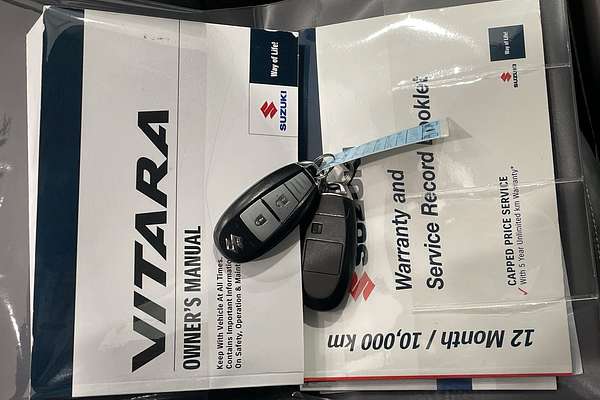 VITARA
OWNER'S MANUAL
Keep With Vehicle At All Times.
Contains Important Information
On Safety, Operation & Mainte
Way of Life!
SUZUKI
Warranty and
Service Record Booklet
CAPPED PRICE SERVICE
With 5 Year Unlimited km Warranty*
12 Month / 10,000 km
Way of Life!
SUZUKI
SUZU